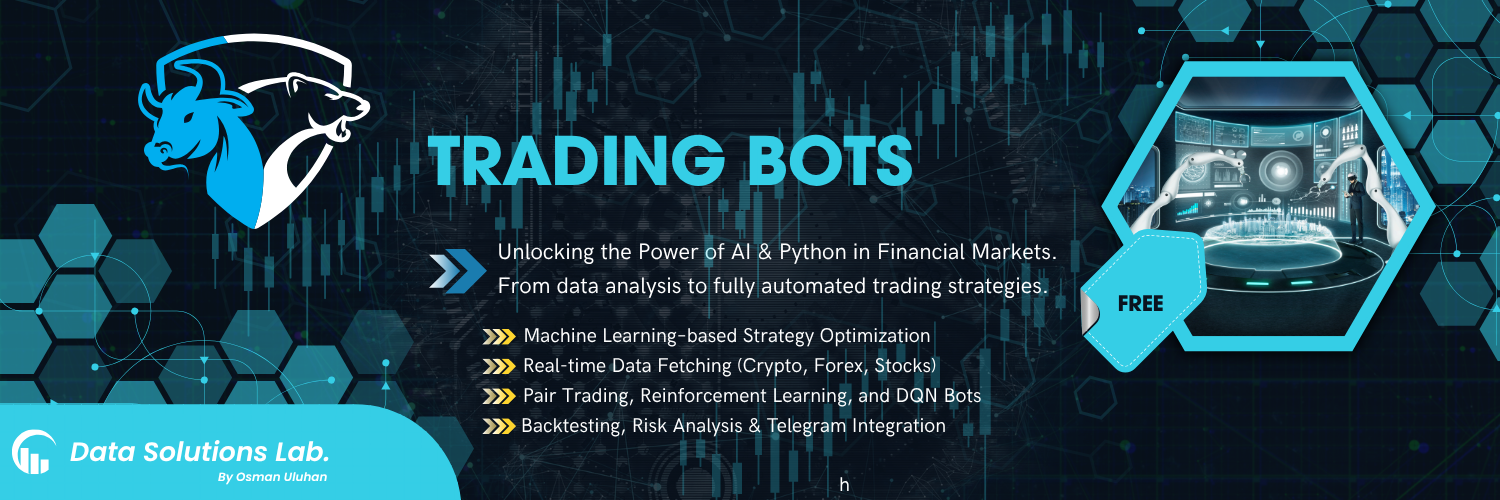 TRADING BOTS
Unlocking the Power of AI & Python in Financial Markets.
From data analysis to fully automated trading strategies.
Machine Learning-based Strategy Optimization
Real-time Data Fetching (Crypto, Forex, Stocks)
Pair Trading, Reinforcement Learning, and DQN Bots
Backtesting, Risk Analysis & Telegram Integration
FREE
Data Solutions Lab.
By Osman Uluhan
h